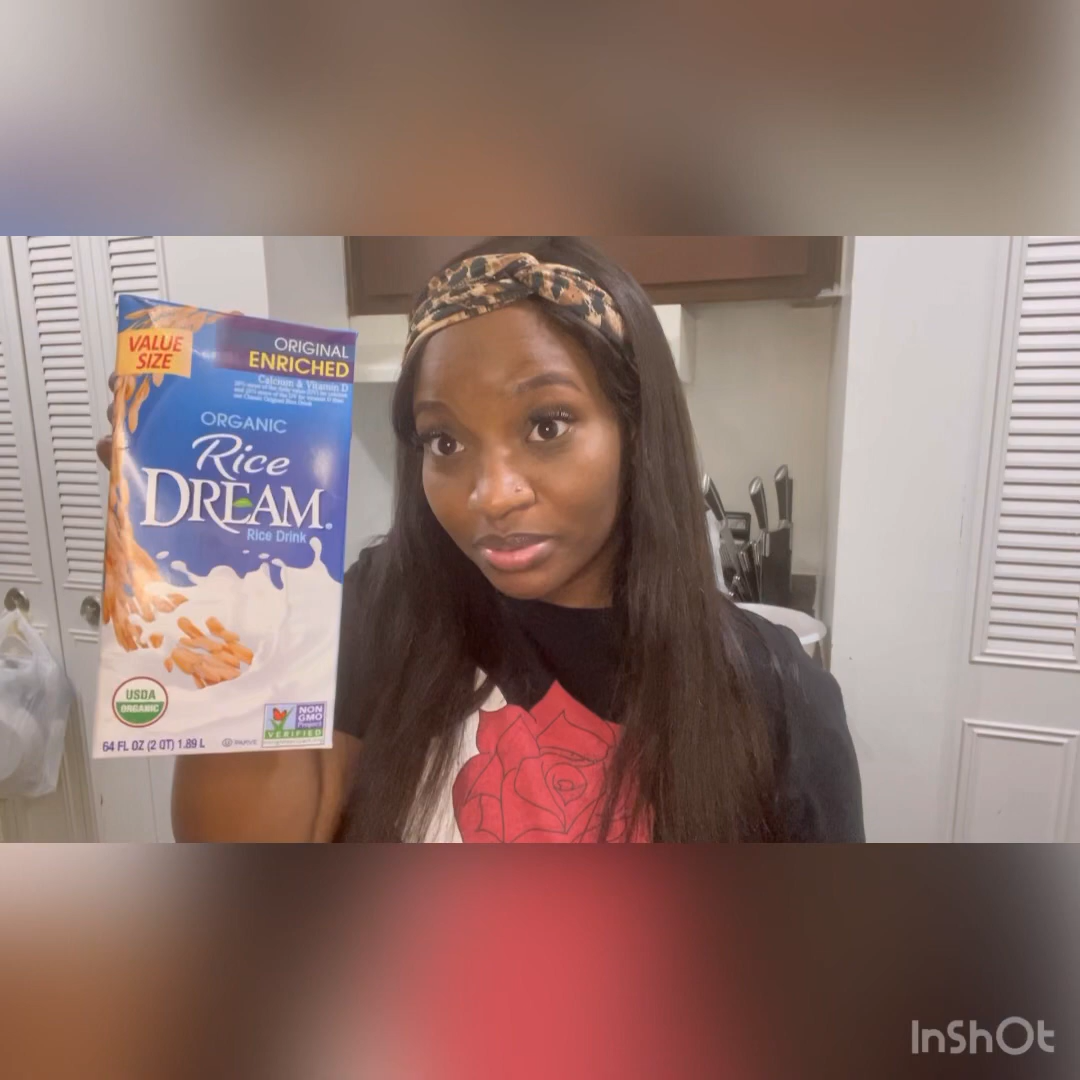 VALUE
SIZE
ORIGINAL
ENRICHED
Calcium & Vitamin D
ORGANIC
Rice
DREAM®
Rice Drink
USDA
ORGANIC
NON
GMO
Project
VERIFIED
64 FL OZ (2 QT) 1.89 L
InShOt